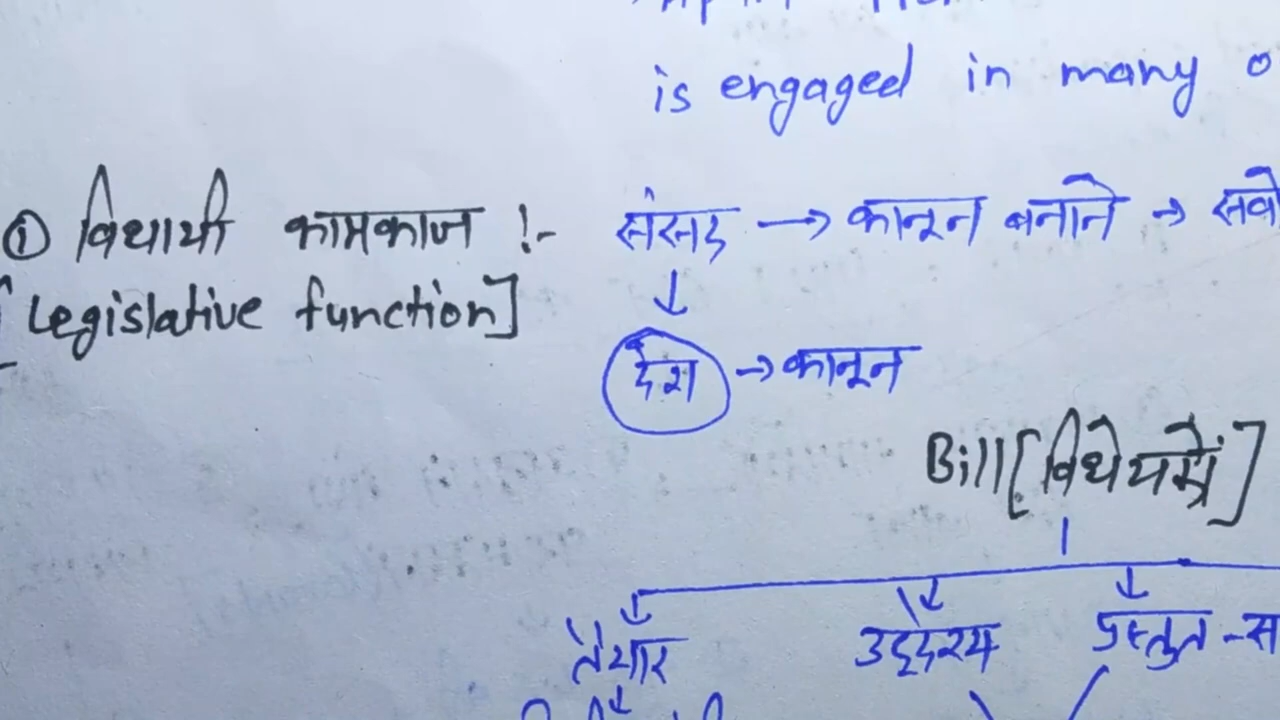 is engaged in many
① विधायी कामकाज :- संसद → कानून बनाने →
[Legislative function]
↓
देश → कानून
Bill [विधेयकों]
तैयार उद्देश्य प्रस्तुत -